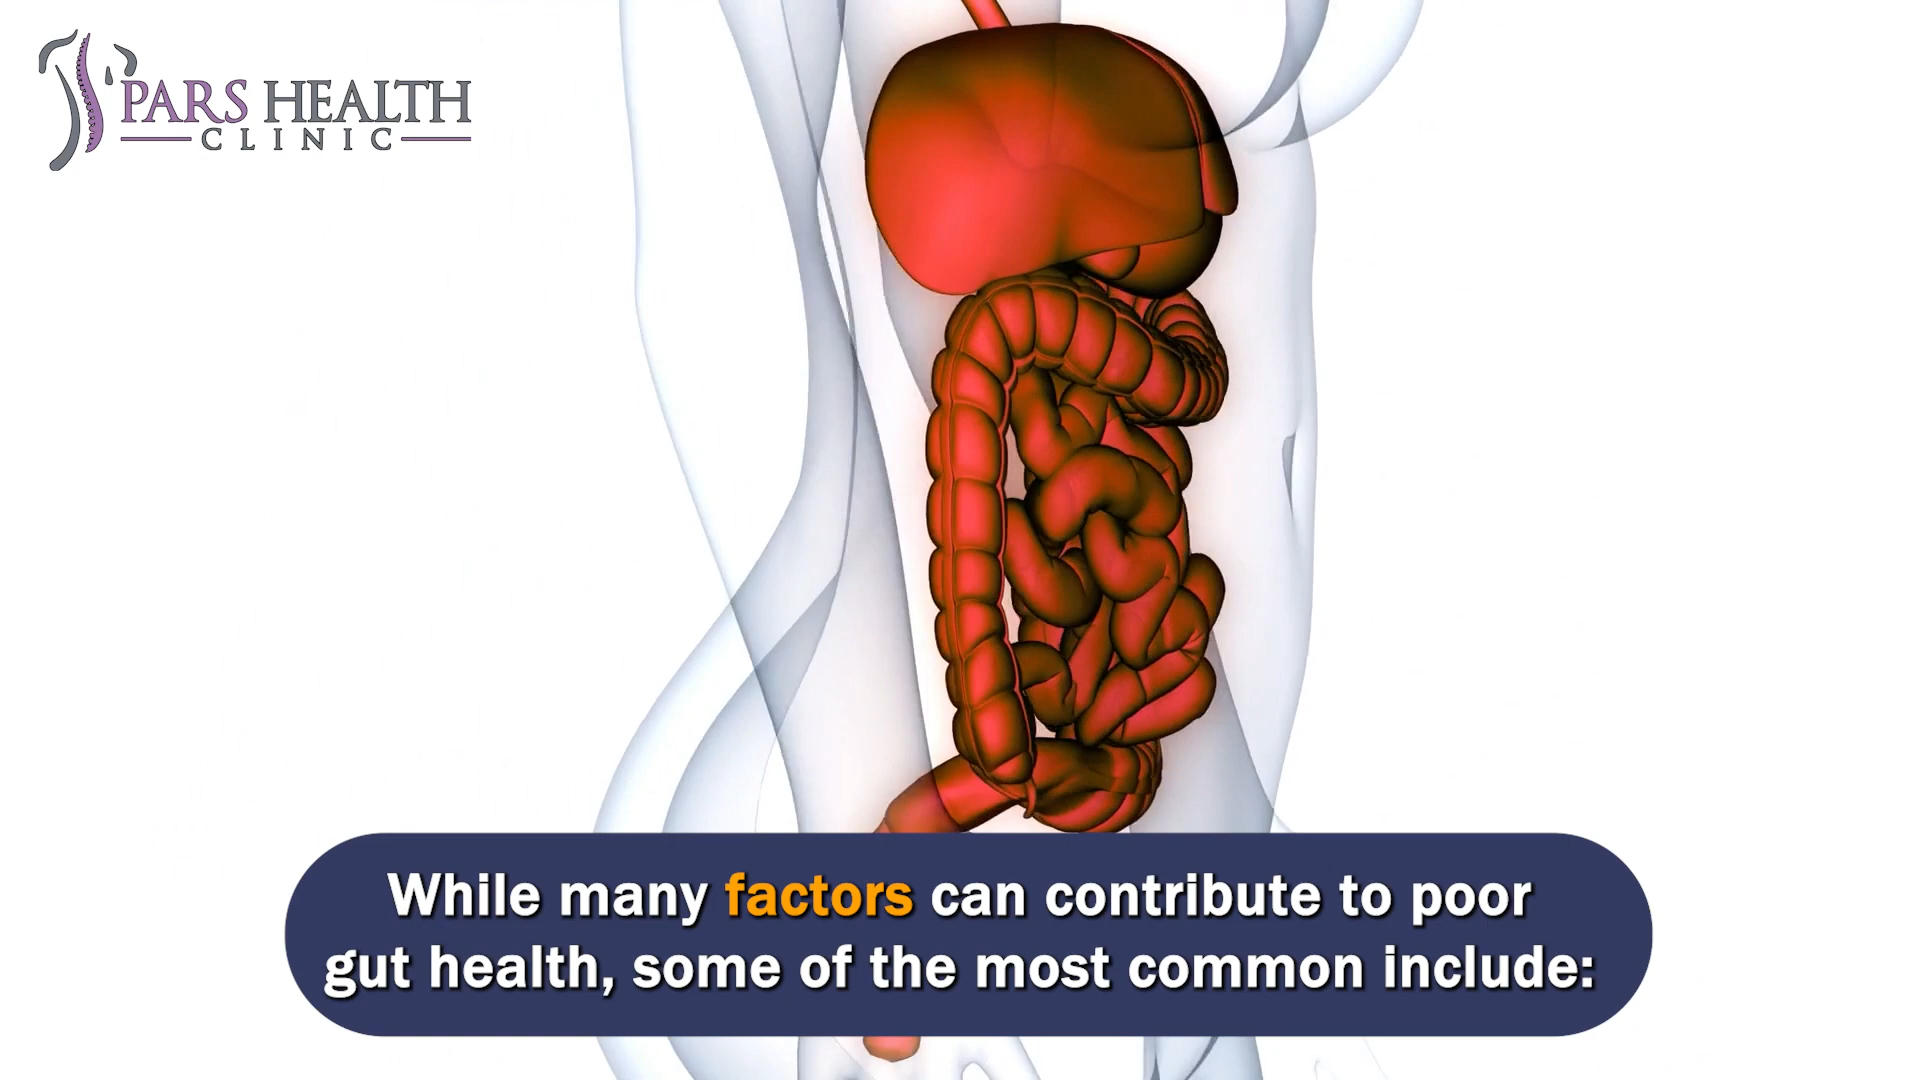 PARS HEALTH
CLINIC
While many factors can contribute to poor
gut health, some of the most common include: